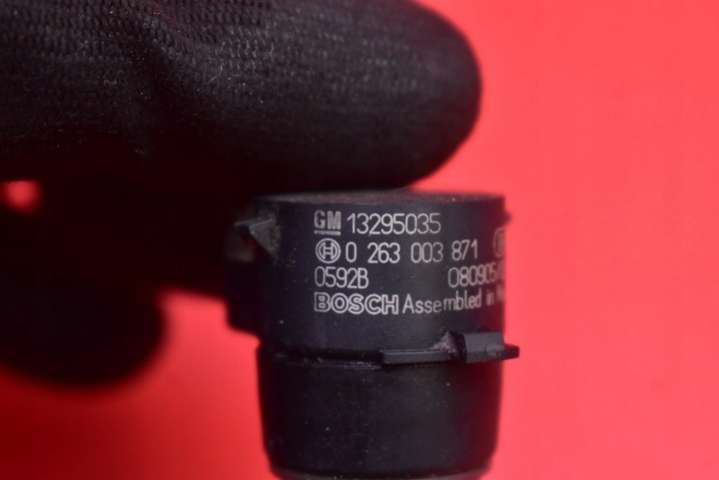 GM 13295035
0 263 003 871
0592B 080905
BOSCH Assembled in